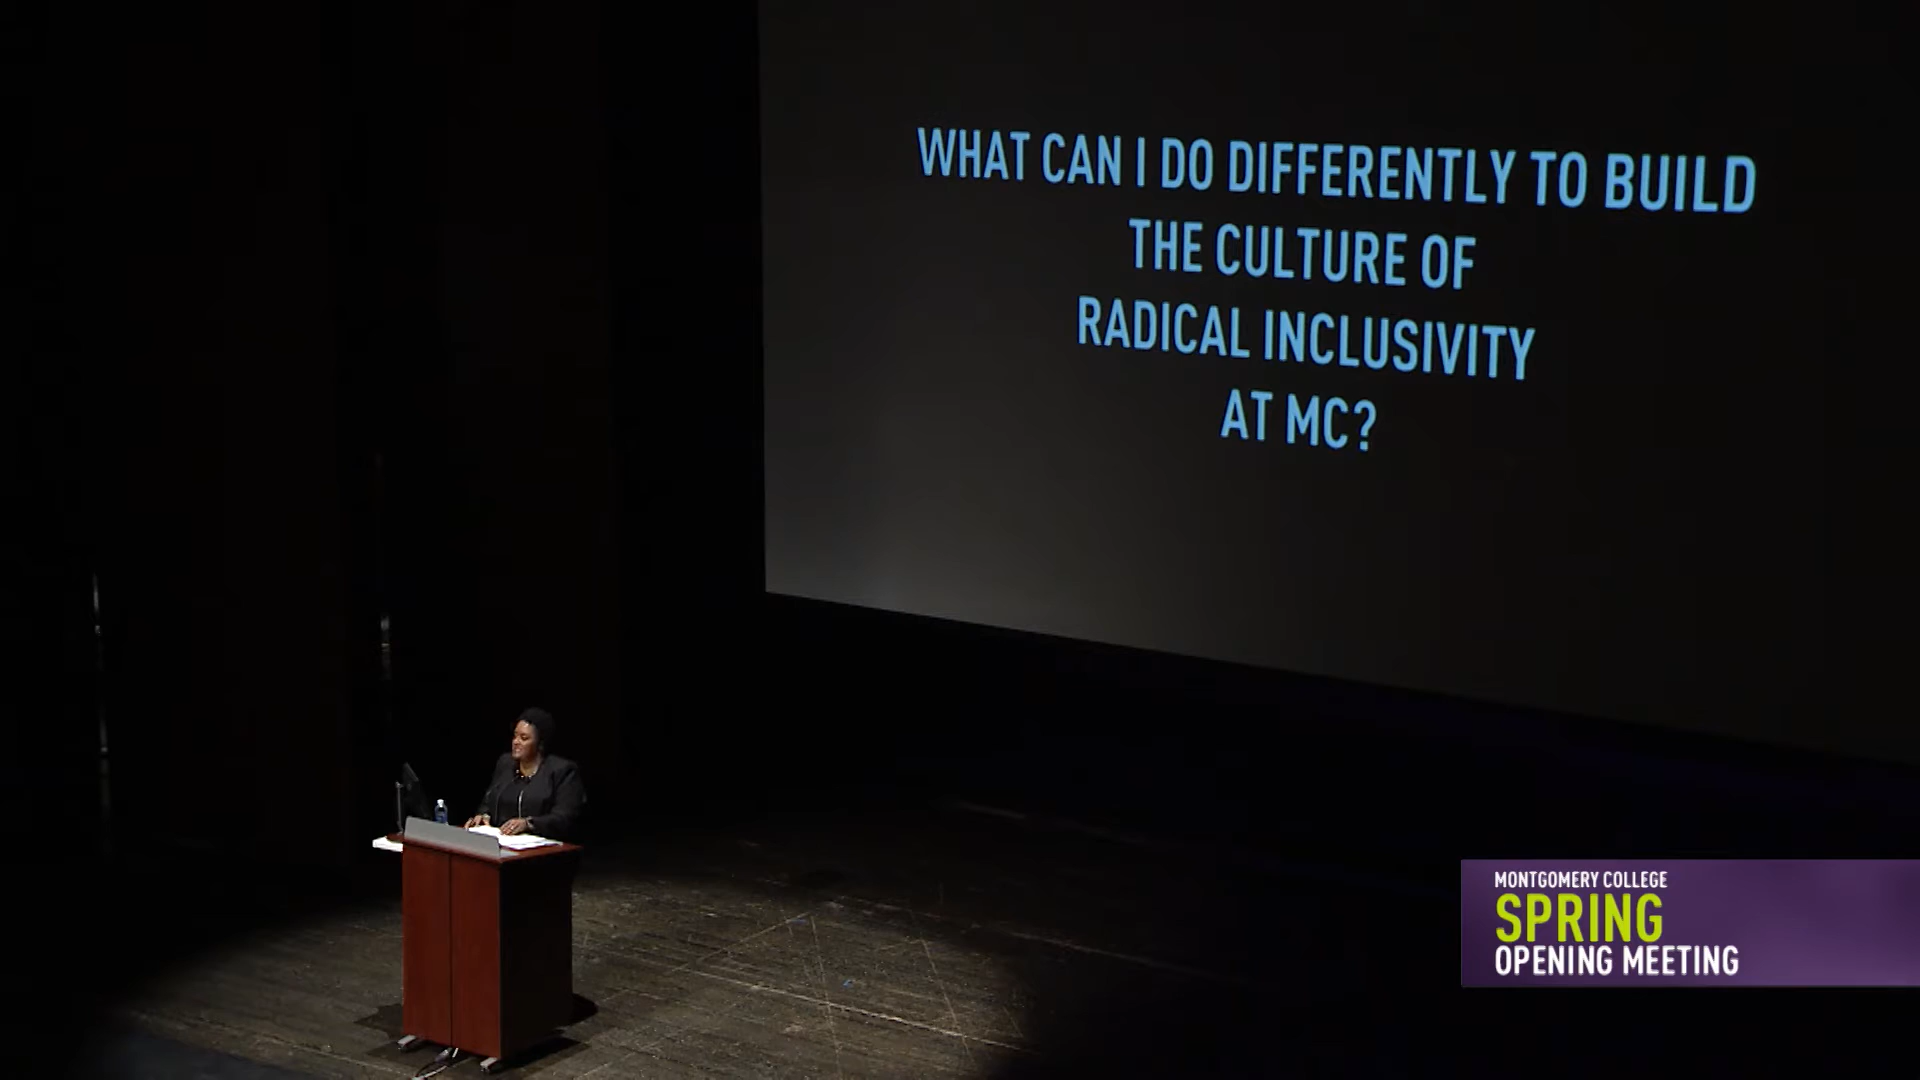 WHAT CAN I DO DIFFERENTLY TO BUILD
THE CULTURE OF
RADICAL INCLUSIVITY
AT MC?
MONTGOMERY COLLEGE
SPRING
OPENING MEETING